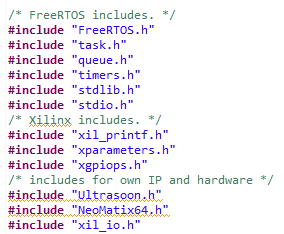 /* FreeRTOS includes. */
#include "FreeRTOS.h"
#include "task.h"
#include "queue.h"
#include "timers.h"
#include "stdlib.h"
#include "stdio.h"
/* Xilinx includes. */
#include "xil_printf.h"
#include "xparameters.h"
#include "xgpiops.h"
/* includes for own IP and hardware */
#include "Ultrasoon.h"
#include "NeoMatix64.h"
#include "xil_io.h"